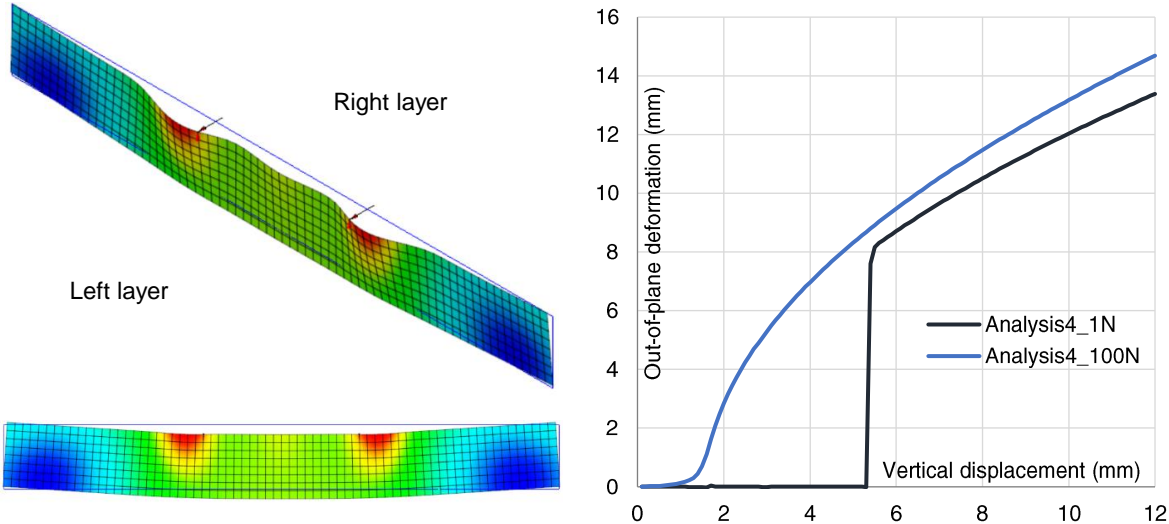 Right layer
Left layer
16
14
12
10
8
6
4
2
0
Out-of-plane deformation (mm)
Analysis4_1N
Analysis4_100N
Vertical displacement (mm)
0 2 4 6 8 10 12